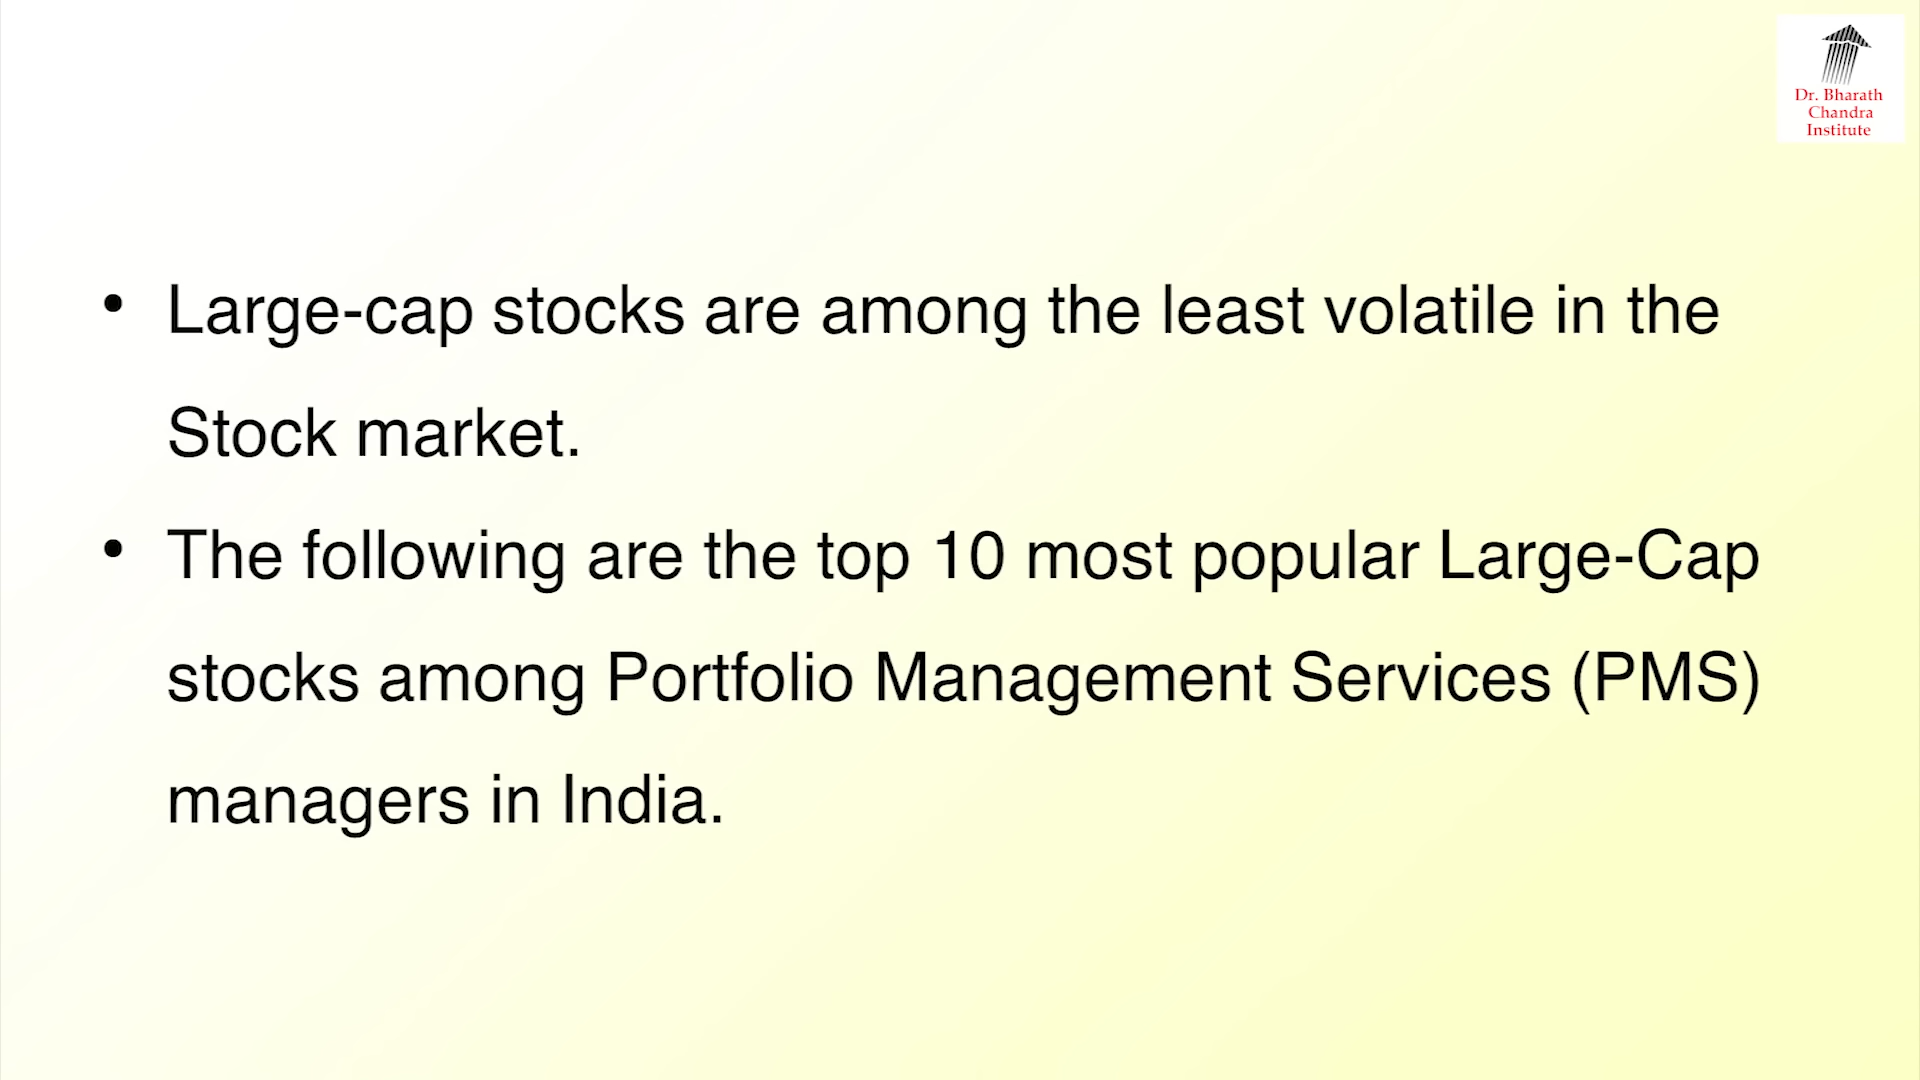 Dr. Bharath
Chandra
Institute
• Large-cap stocks are among the least volatile in the
Stock market.
• The following are the top 10 most popular Large-Cap
stocks among Portfolio Management Services (PMS)
managers in India.